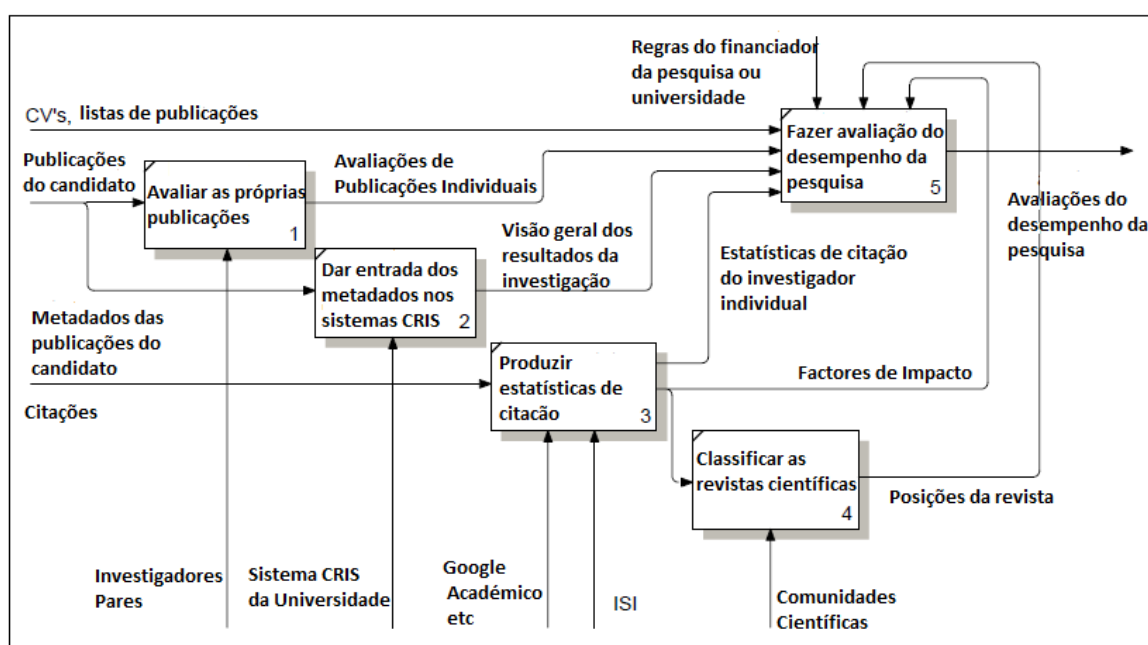 Regras do financiador
da pesquisa ou
universidade
CV's, listas de publicações
Fazer avaliação do
desempenho da
pesquisa
5
Publicações
do candidato
Avaliar as próprias
publicações
1
Avaliações de
Publicações Individuais
Avaliações do
desempenho da
pesquisa
Visão geral dos
resultados da
investigação
Estatísticas de citação
do investigador
individual
Dar entrada dos
metadados nos
sistemas CRIS
2
Metadados das
publicações do
candidato
Produzir
estatísticas de
citacão
3
Factores de Impacto
Citações
Classificar as
revistas científicas
4
Posições da revista
Investigadores
Pares
Sistema CRIS
da Universidade
Google
Académico
etc
ISI
Comunidades
Científicas